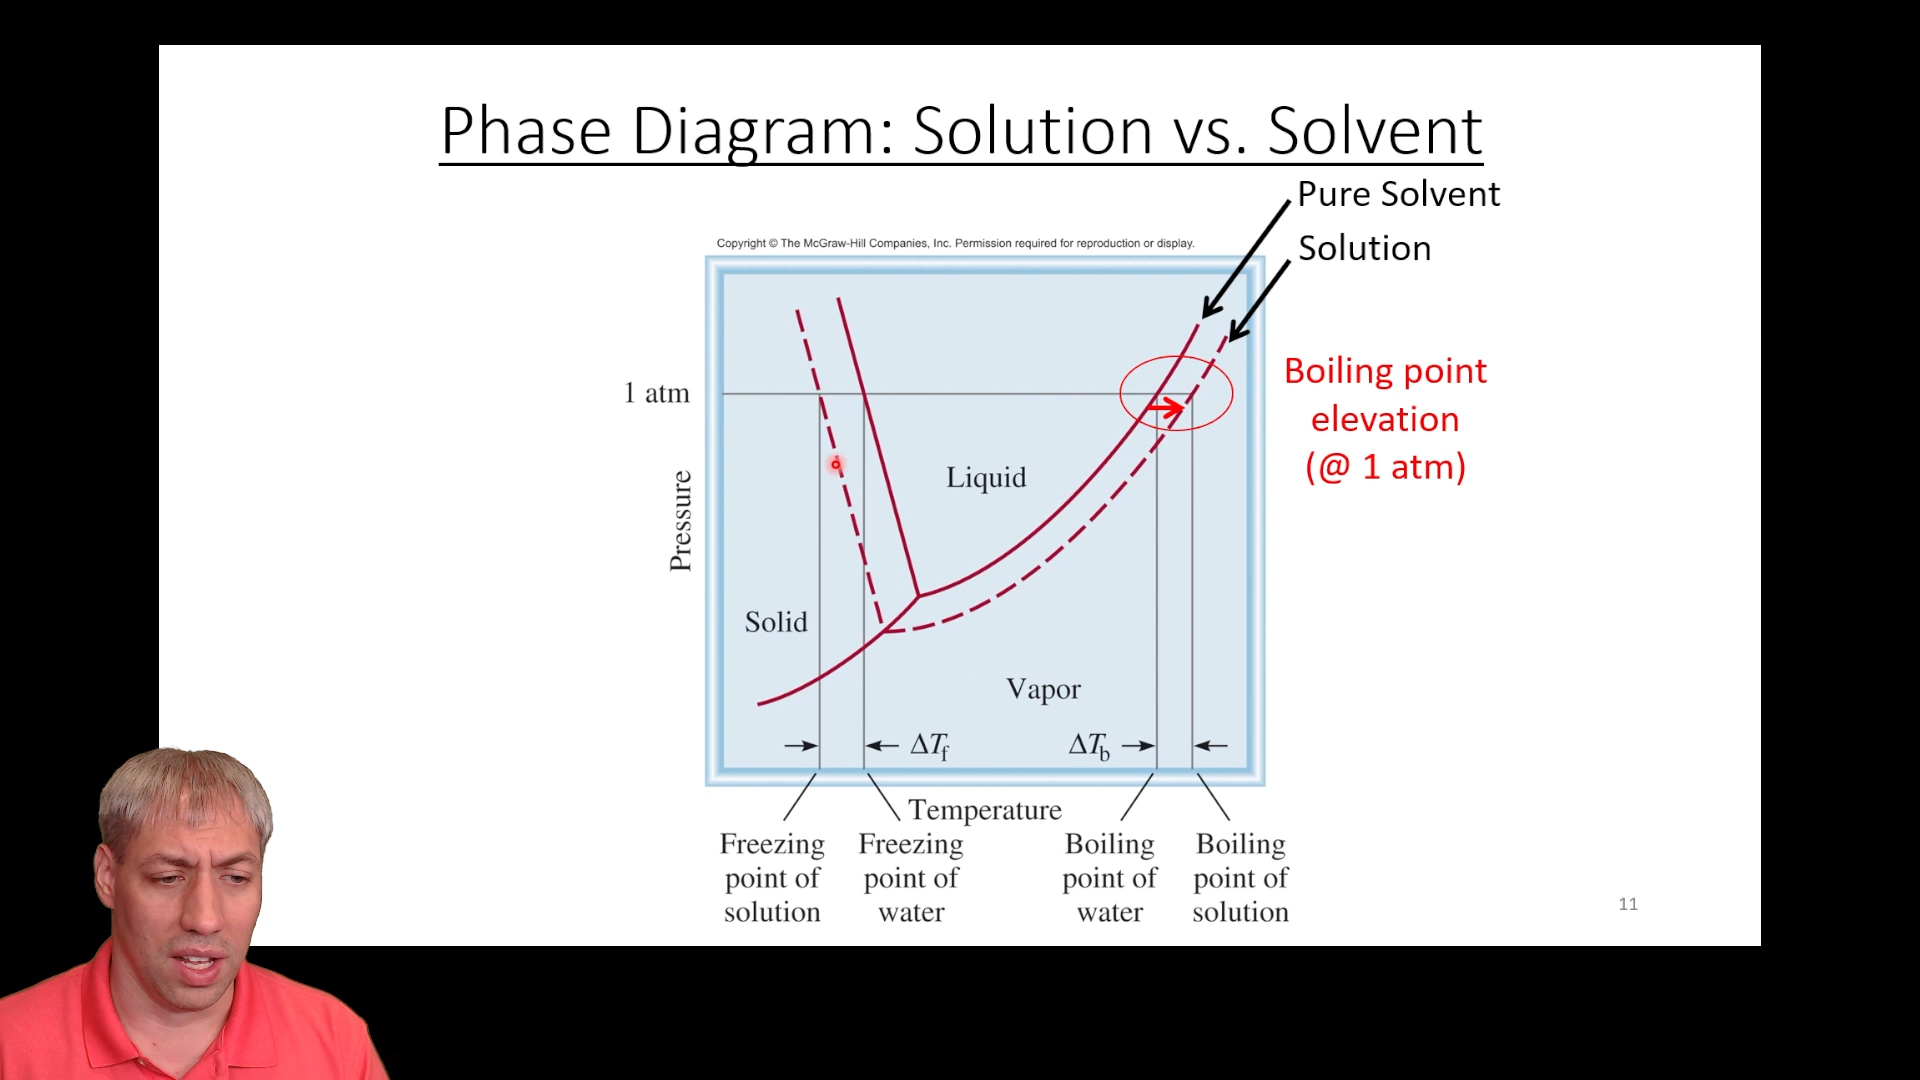 Phase Diagram: Solution vs. Solvent
Pure Solvent
Solution
Copyright © The McGraw-Hill Companies, Inc. Permission required for reproduction or display.
Boiling point
elevation
(@ 1 atm)
1 atm
Pressure
Liquid
Solid
Vapor
ΔTf
ΔTb
Temperature
Freezing
point of
solution
Freezing
point of
water
Boiling
point of
water
Boiling
point of
solution
11